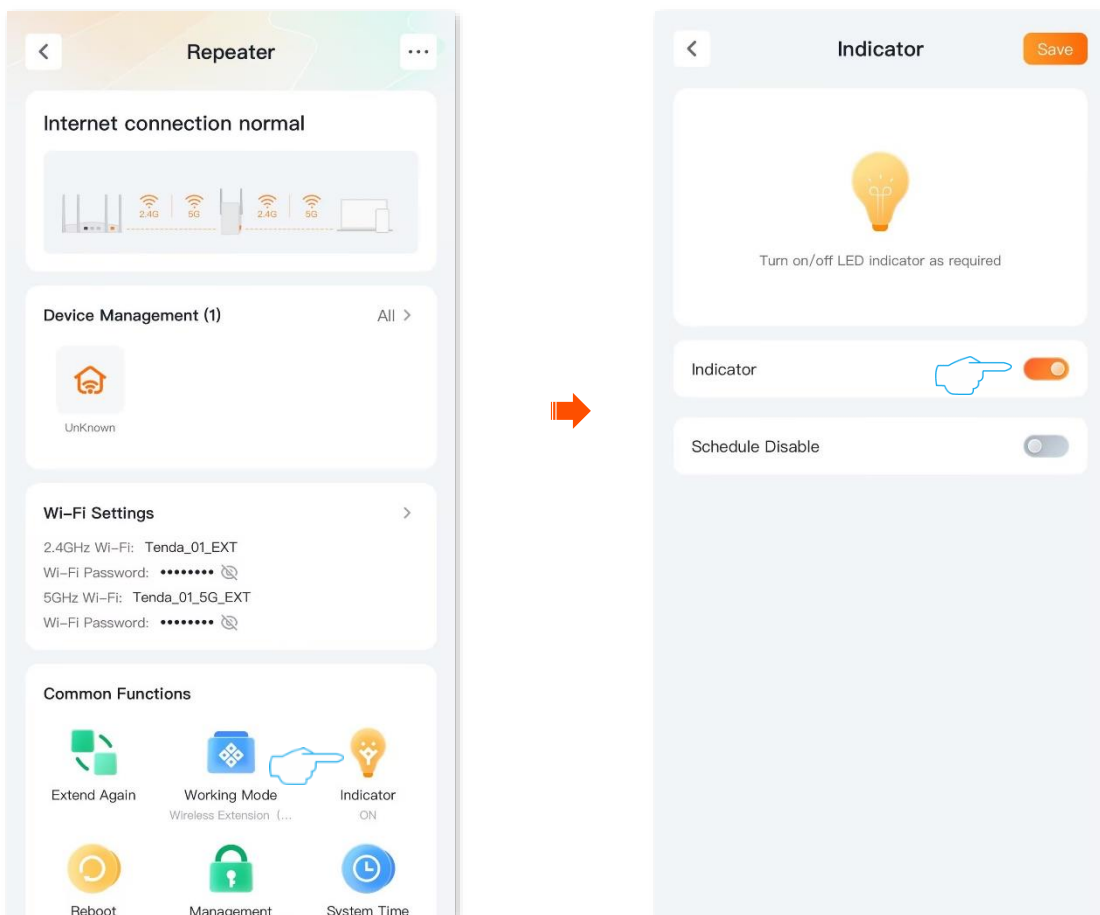 Repeater
...
Internet connection normal
2.4G 5G 2.4G 5G
Device Management (1) All >
UnKnown
Wi-Fi Settings >
2.4GHz Wi-Fi: Tenda_01_EXT
Wi-Fi Password: ••••••••
5GHz Wi-Fi: Tenda_01_5G_EXT
Wi-Fi Password: ••••••••
Common Functions
Extend Again Working Mode Indicator
Wireless Extension (... ON
Reboot Management System Time
Indicator Save
Turn on/off LED indicator as required
Indicator
Schedule Disable